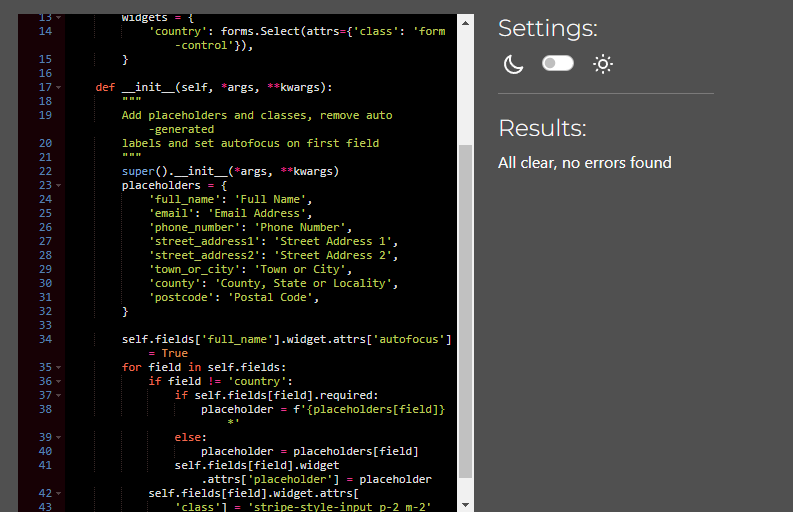 13 widgets = {
14 'country': forms.Select(attrs={'class': 'form
-control'}),
15 }
16
17 def __init__(self, *args, **kwargs):
18 """
19 Add placeholders and classes, remove auto
-generated
20 labels and set autofocus on first field
21 """
22 super().__init__(*args, **kwargs)
23 placeholders = {
24 'full_name': 'Full Name',
25 'email': 'Email Address',
26 'phone_number': 'Phone Number',
27 'street_address1': 'Street Address 1',
28 'street_address2': 'Street Address 2',
29 'town_or_city': 'Town or City',
30 'county': 'County, State or Locality',
31 'postcode': 'Postal Code',
32 }
33
34 self.fields['full_name'].widget.attrs['autofocus']
= True
35 for field in self.fields:
36 if field != 'country':
37 if self.fields[field].required:
38 placeholder = f'{placeholders[field]}
*'
39 else:
40 placeholder = placeholders[field]
41 self.fields[field].widget
.attrs['placeholder'] = placeholder
42 self.fields[field].widget.attrs[
43 'class'] = 'stripe-style-input p-2 m-2'
Settings:
Results:
All clear, no errors found